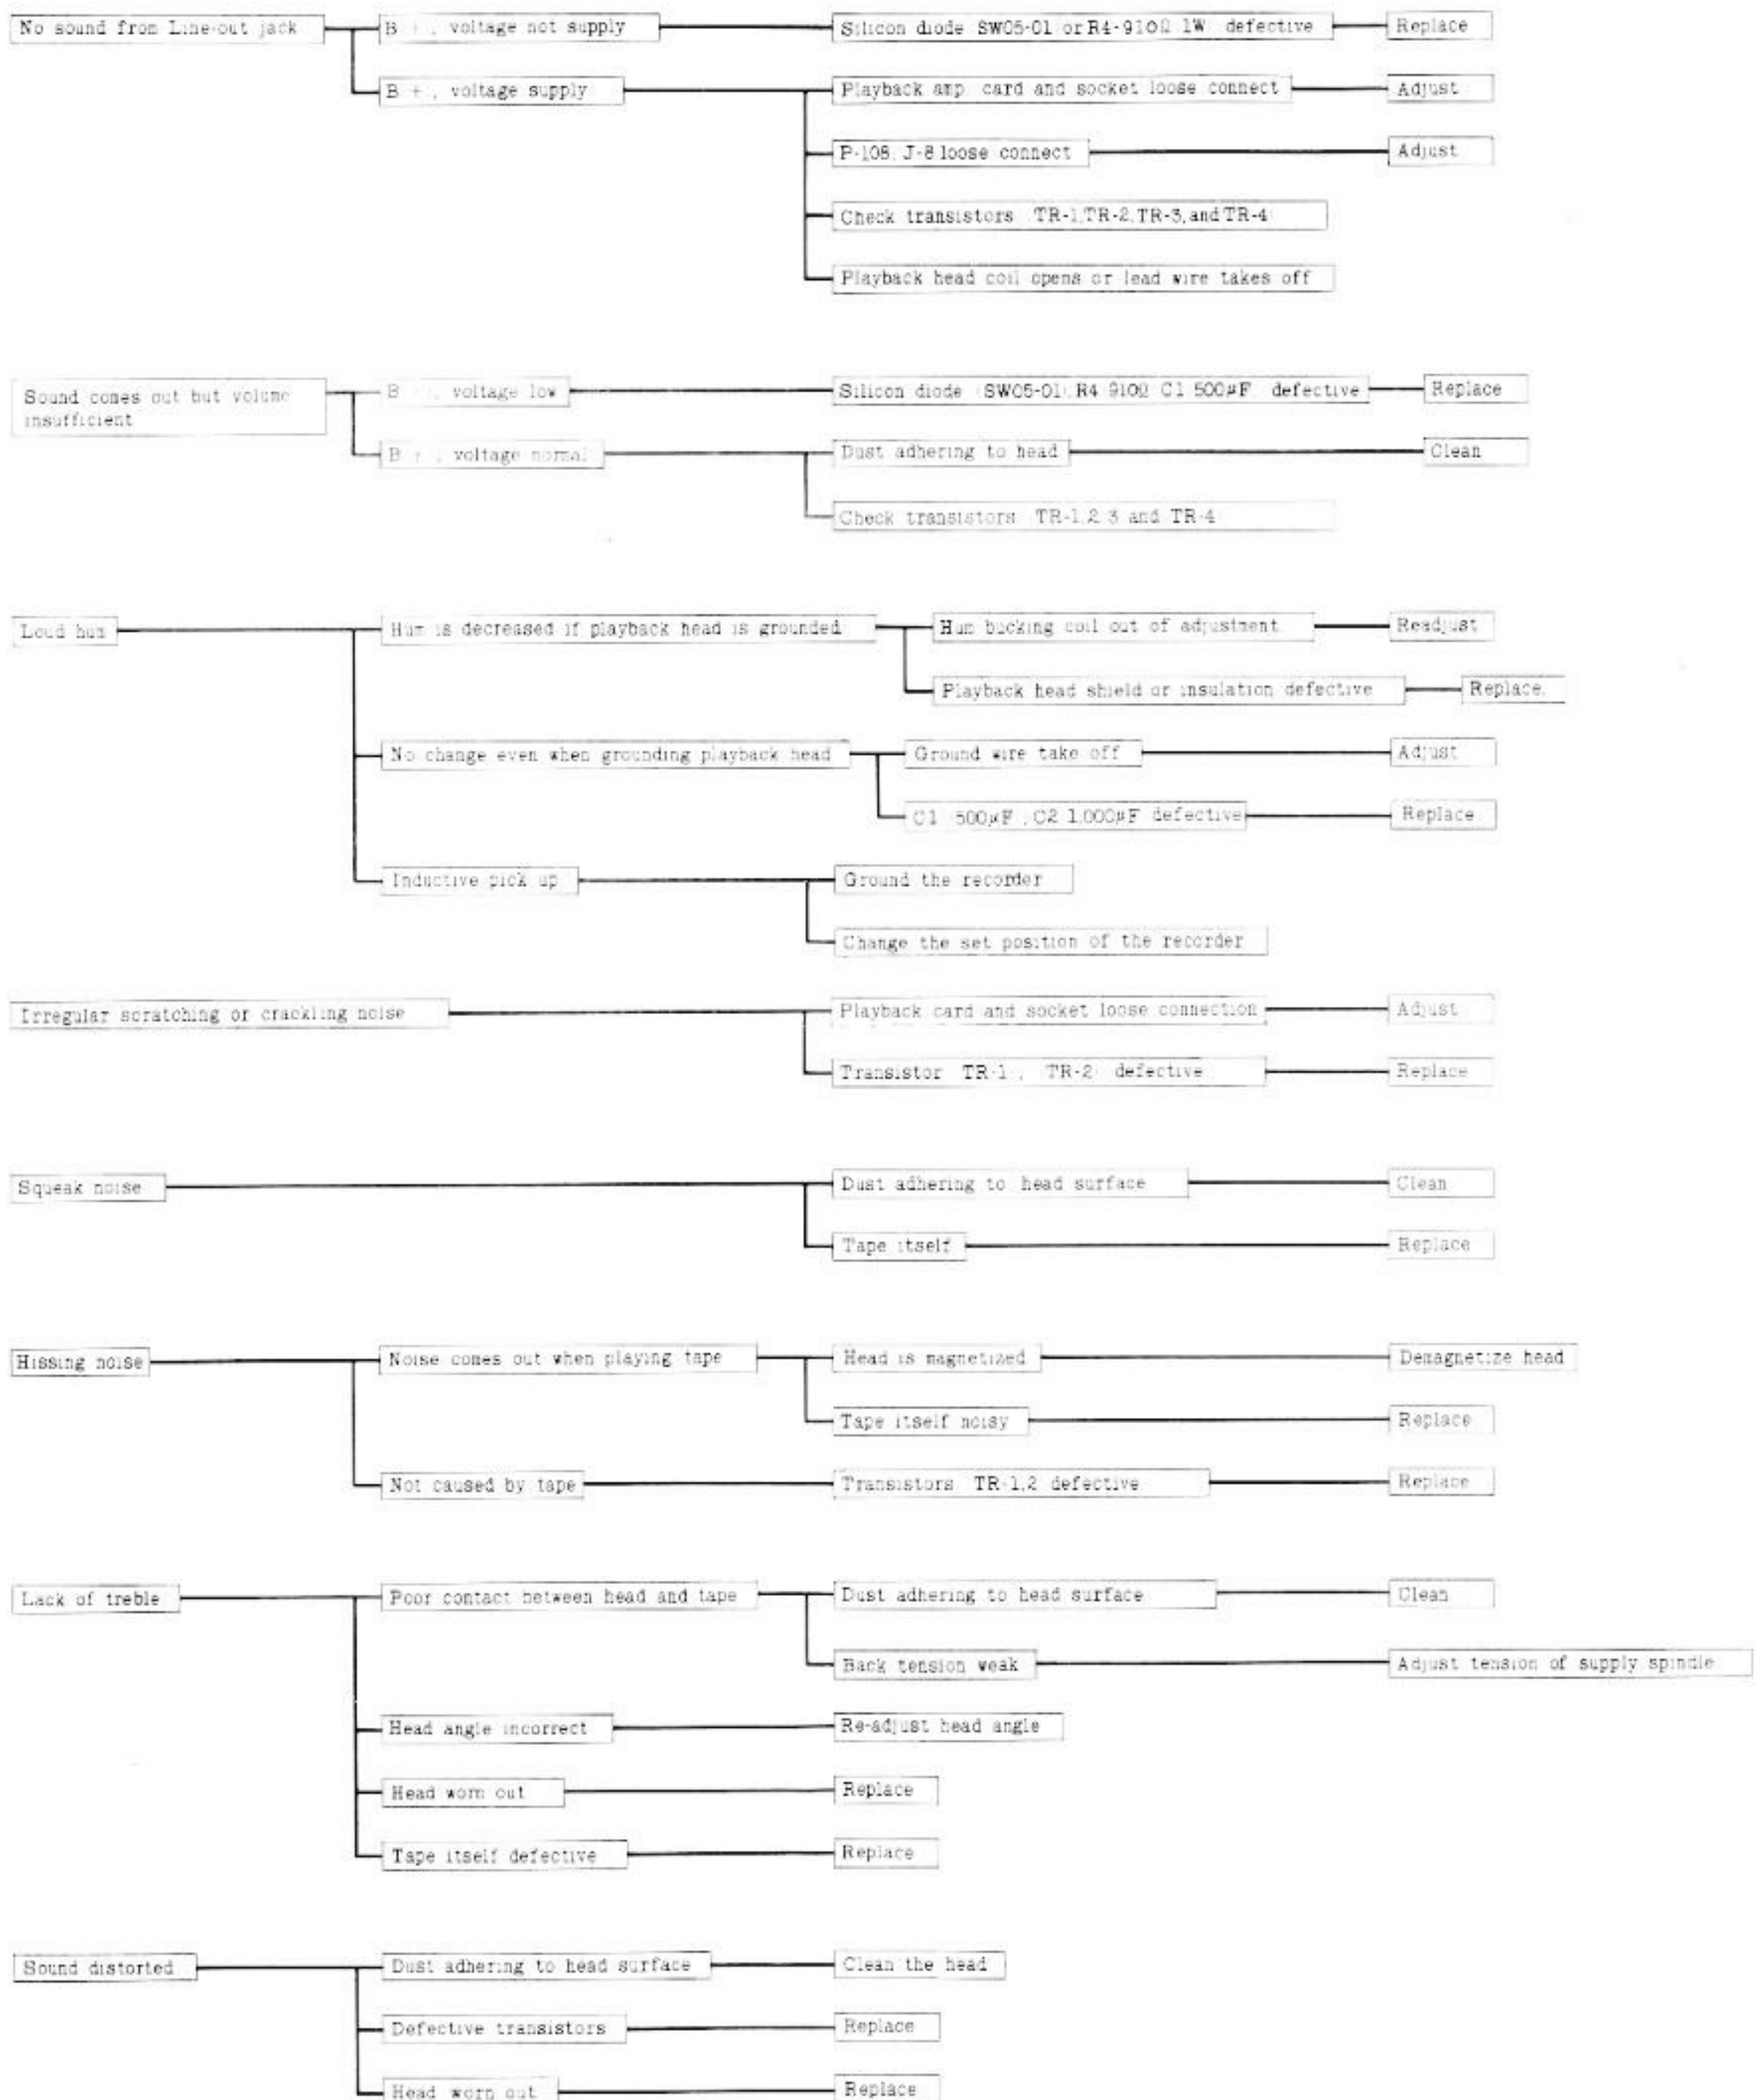 No sound from Line-out jack
B + , voltage not supply
Silicon diode SW05-01 or R4-910Ω 1W defective
Replace
B + , voltage supply
Playback amp card and socket loose connect
Adjust
P-108, J-8 loose connect
Adjust
Check transistors TR-1,TR-2,TR-3,and TR-4
Playback head coil opens or lead wire takes off
Sound comes out but volume
insufficient
B , voltage low
Silicon diode (SW05-01), R4 910Ω C1 500μF defective
Replace
B + , voltage normal
Dust adhering to head
Clean
Check transistors TR-1,2 3 and TR-4
Loud hum
Hum is decreased if playback head is grounded
Hum bucking coil out of adjustment
Readjust
Playback head shield or insulation defective
Replace.
No change even when grounding playback head
Ground wire take off
Adjust
C1 500μF , C2 1,000μF defective
Replace
Inductive pick up
Ground the recorder
Change the set position of the recorder
Irregular scratching or crackling noise
Playback card and socket loose connection
Adjust
Transistor TR-1 , TR-2 defective
Replace
Squeak noise
Dust adhering to head surface
Clean
Tape itself
Replace
Hissing noise
Noise comes out when playing tape
Head is magnetized
Demagnetize head
Tape itself noisy
Replace
Not caused by tape
Transistors TR-1,2 defective
Replace
Lack of treble
Poor contact between head and tape
Dust adhering to head surface
Clean
Back tension weak
Adjust tension of supply spindle
Head angle incorrect
Re-adjust head angle
Head worn out
Replace
Tape itself defective
Replace
Sound distorted
Dust adhering to head surface
Clean the head
Defective transistors
Replace
Head worn out
Replace